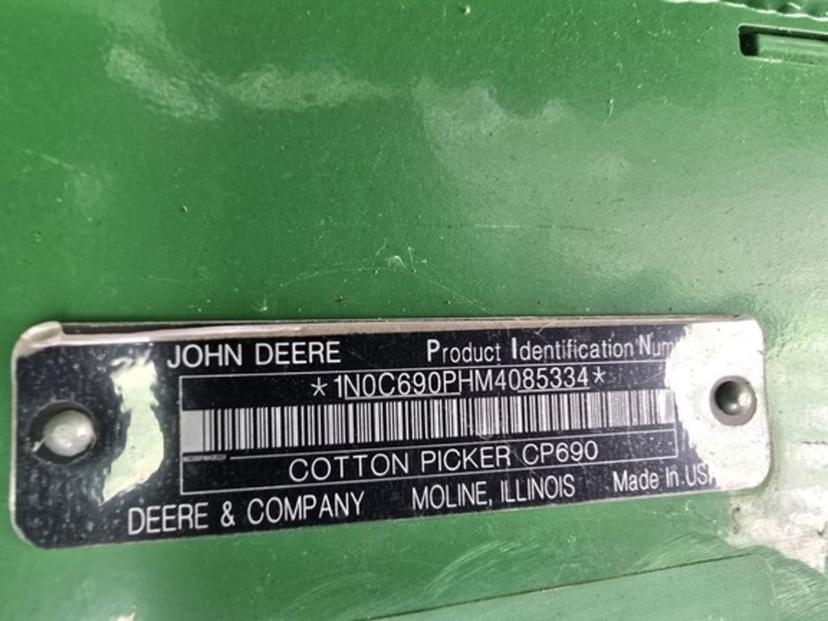 JOHN DEERE Product Identification Num
*1N0C690PHM4085334*
COTTON PICKER CP690
DEERE & COMPANY MOLINE, ILLINOIS Made In USA